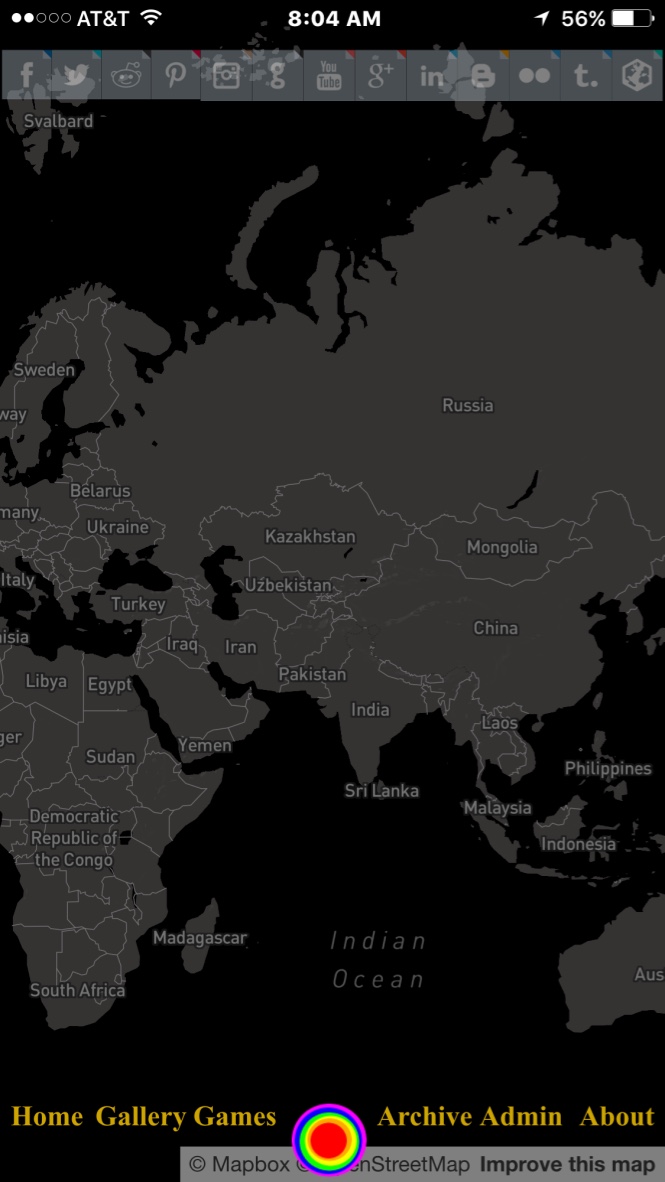 AT&T 8:04 AM 56%
f g You Tube g+ in B t.
Svalbard
Sweden
way
Russia
Belarus
many
Ukraine
Kazakhstan
Mongolia
Italy
Uzbekistan
Turkey
China
isia
Iraq
Iran
Pakistan
Libya
Egypt
India
Laos
ger
Sudan
Yemen
Philippines
Sri Lanka
Malaysia
Democratic
Republic of
the Congo
Indonesia
Madagascar
Indian
Ocean
Aus
South Africa
Home Gallery Games Archive Admin About
© Mapbox © enStreetMap Improve this map